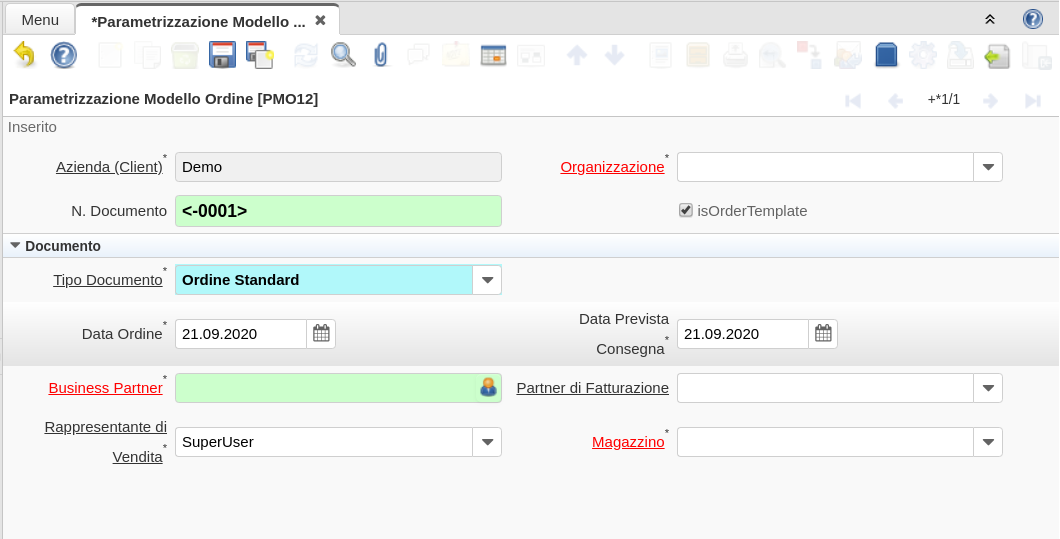 Menu
*Parametrizzazione Modello ...
Parametrizzazione Modello Ordine [PMO12]
+*1/1
Inserito
Azienda (Client)* Demo
Organizzazione*
N. Documento <-0001>
isOrderTemplate
Documento
Tipo Documento* Ordine Standard
Data Ordine* 21.09.2020
Data Prevista
Consegna* 21.09.2020
Business Partner*
Partner di Fatturazione
Rappresentante di
Vendita* SuperUser
Magazzino*